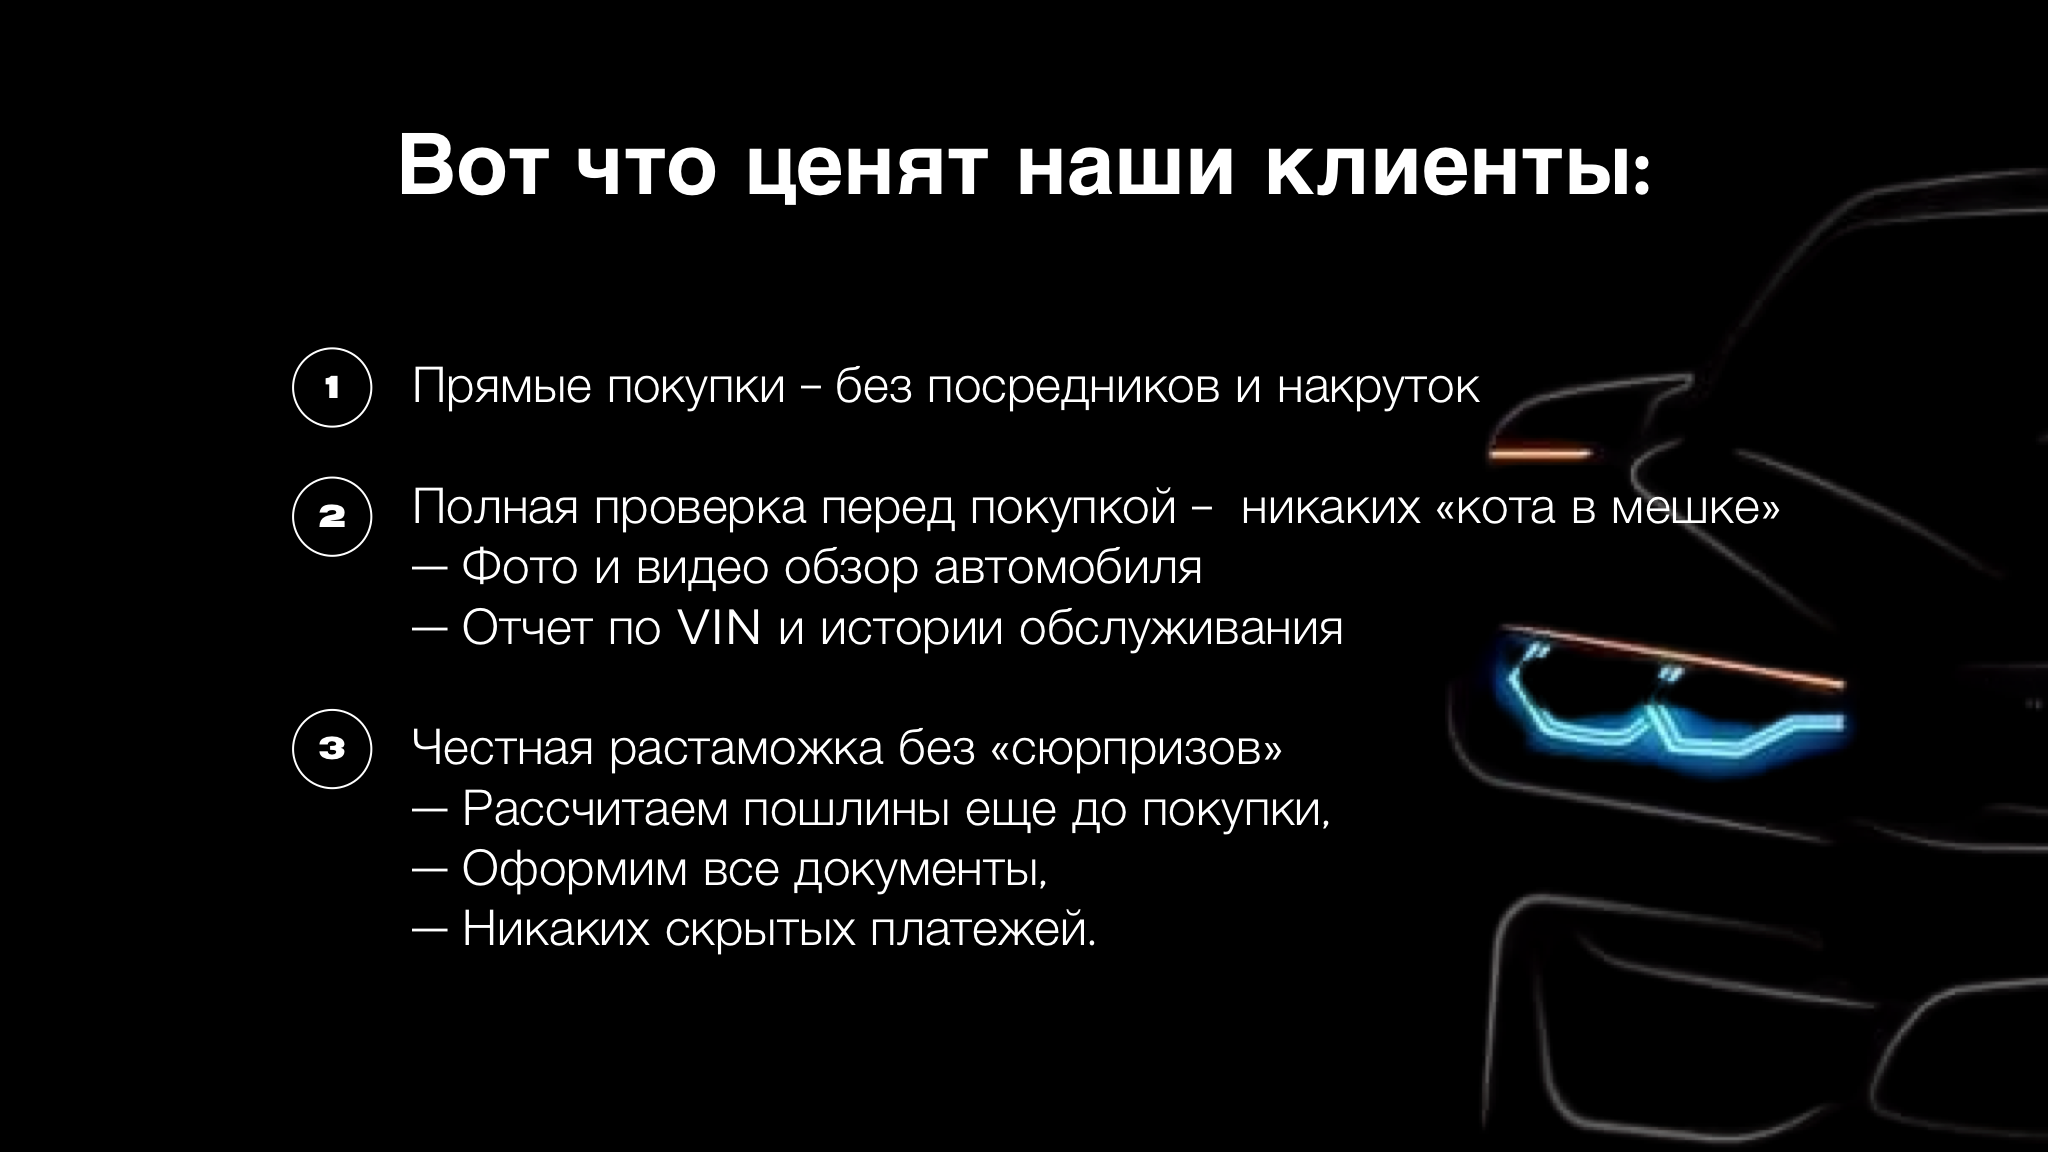 Вот что ценят наши клиенты:
1 Прямые покупки – без посредников и накруток
2 Полная проверка перед покупкой –  никаких «кота в мешке»
— Фото и видео обзор автомобиля
— Отчет по VIN и истории обслуживания
3 Честная растаможка без «сюрпризов»
— Рассчитаем пошлины еще до покупки,
— Оформим все документы,
— Никаких скрытых платежей.